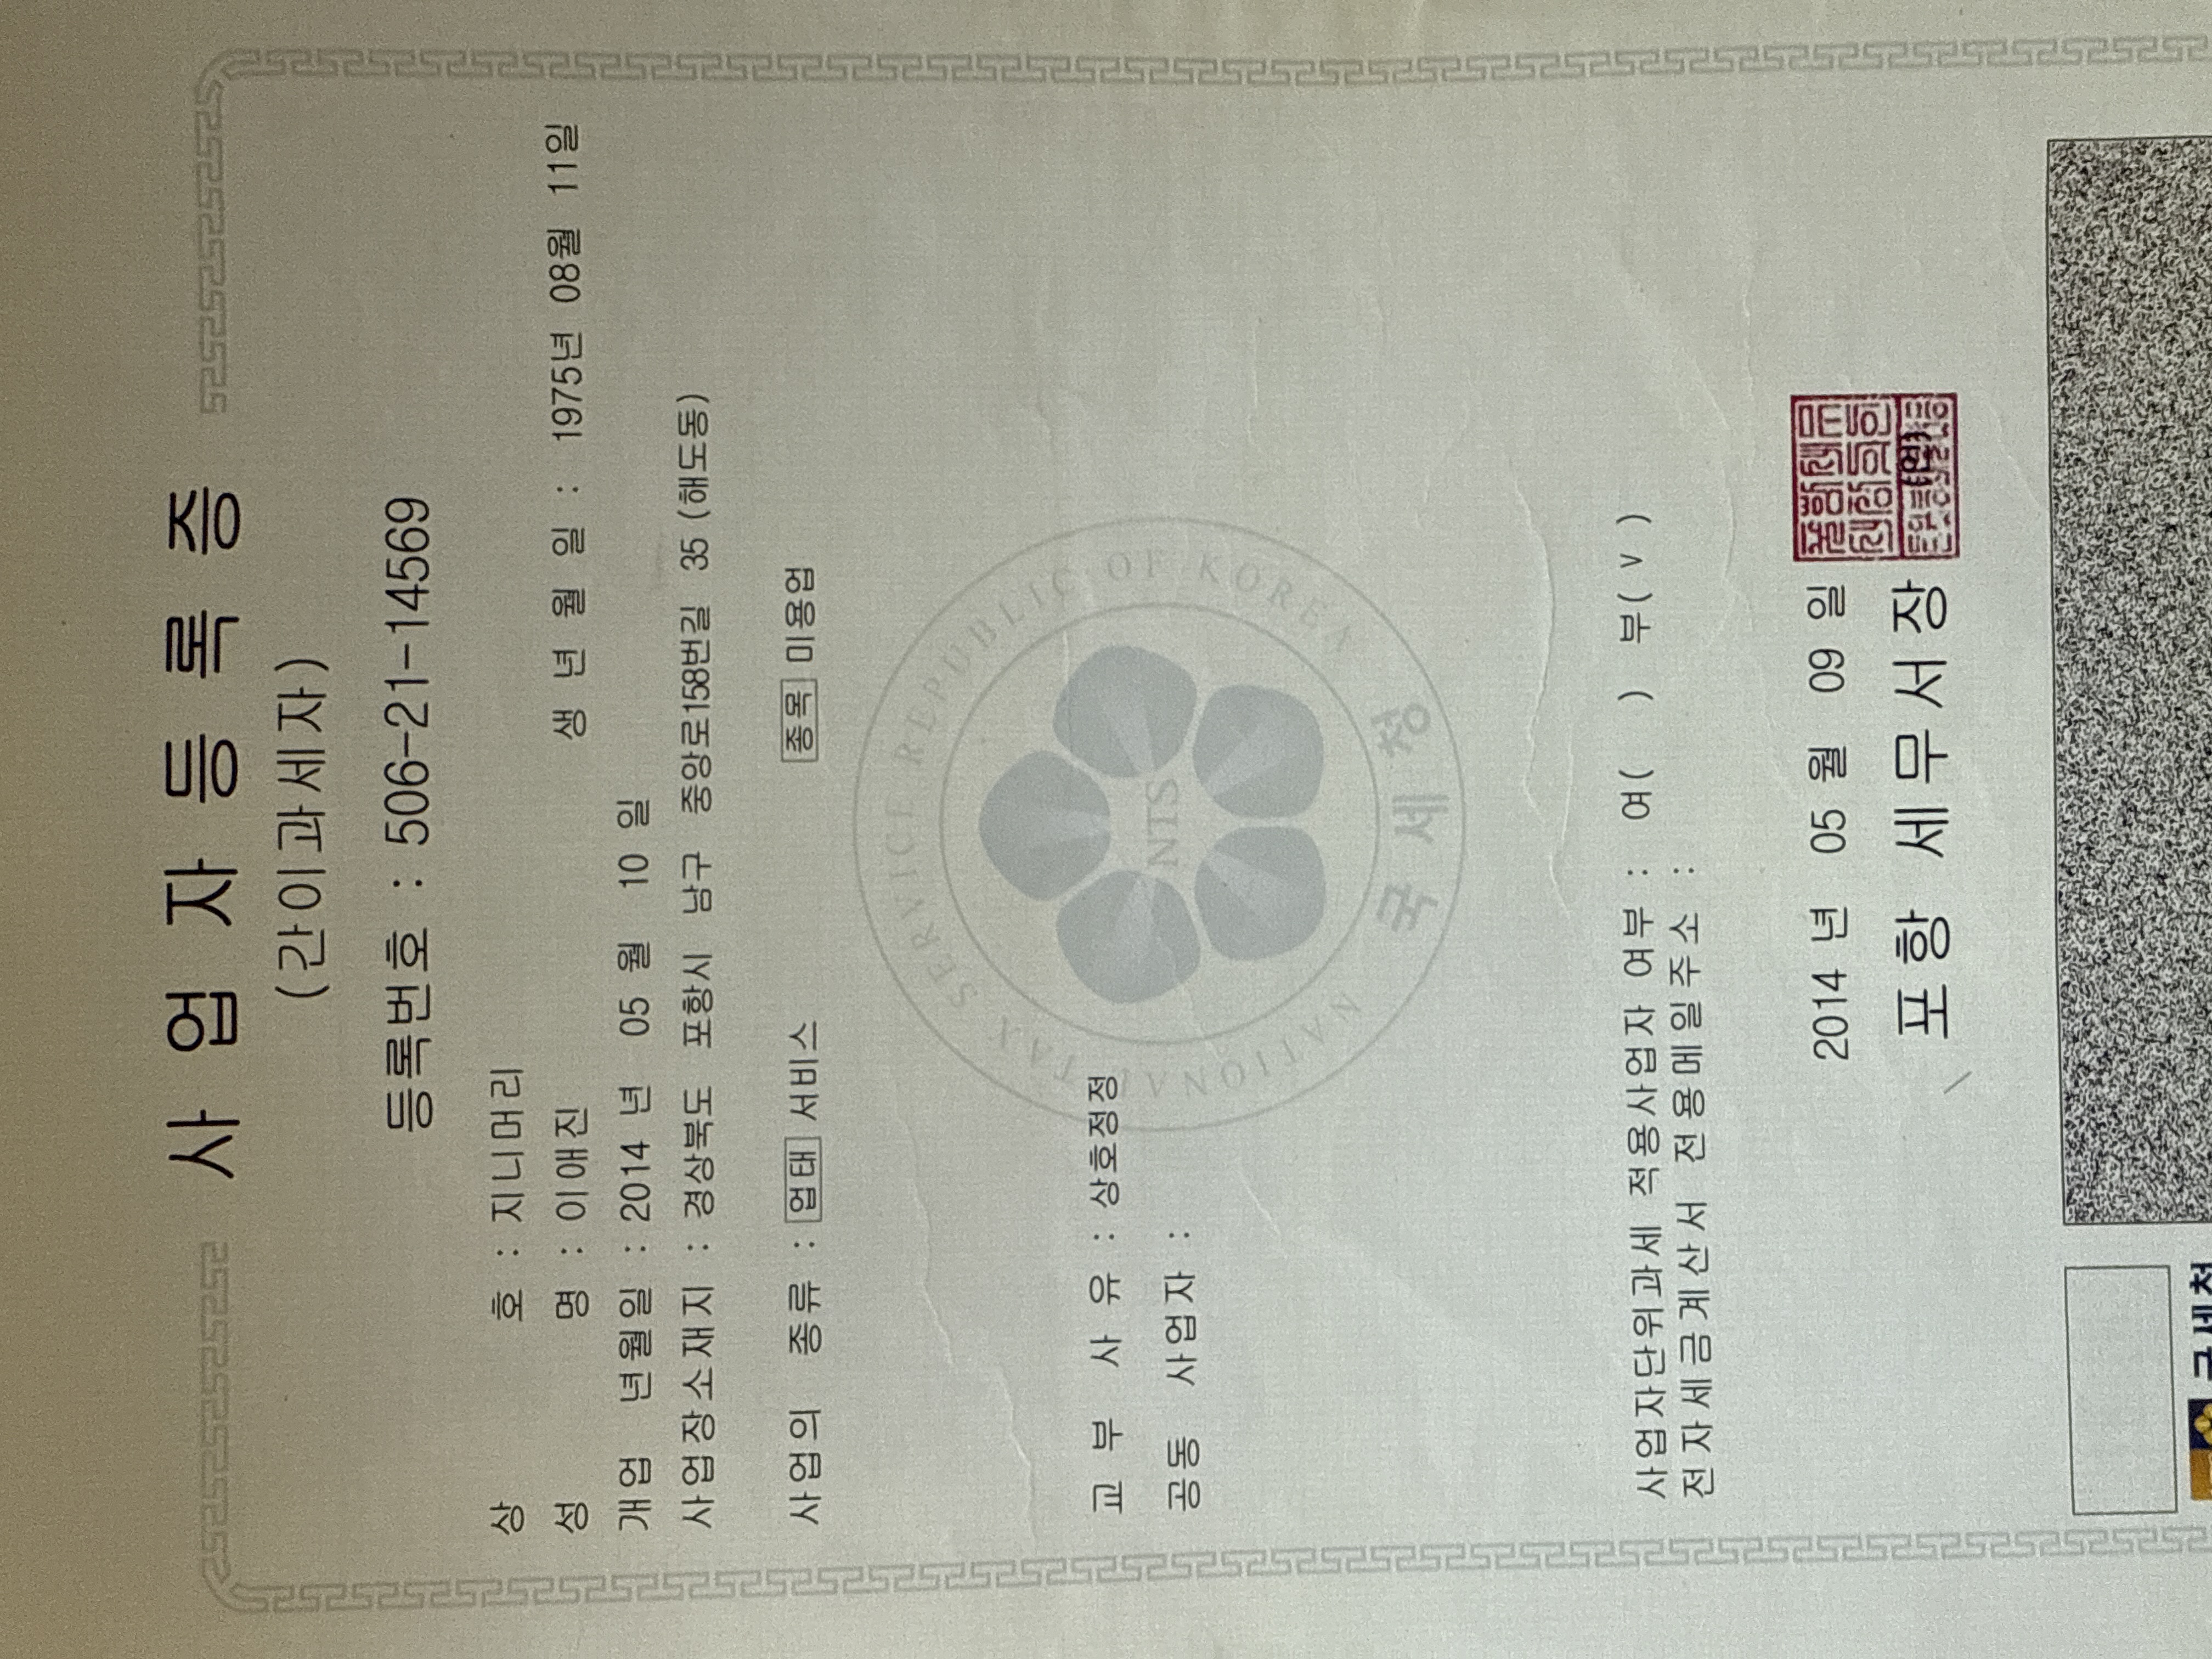 사업자등록증
(간이과세자)
등록번호 : 506-21-14569
상 호 : 지니머리
성 명 : 이애진 생 년 월 일 : 1975년 08월 11일
개업 년월일 : 2014 년 05 월 10 일
사업장소재지 : 경상북도 포항시 남구 중앙로158번길 35 (해도동)
사업의 종류 : 업태 서비스 종목 미용업
NATIONAL TAX SERVICE REPUBLIC OF KOREA
NTS
국세청
교 부 사 유 : 상호정정
공동 사업자 :
사업자단위과세 적용사업자 여부 : 여( ) 부( v )
전자세금계산서 전용메일주소 :
2014 년 05 월 09 일
포항 세무서장
국세청